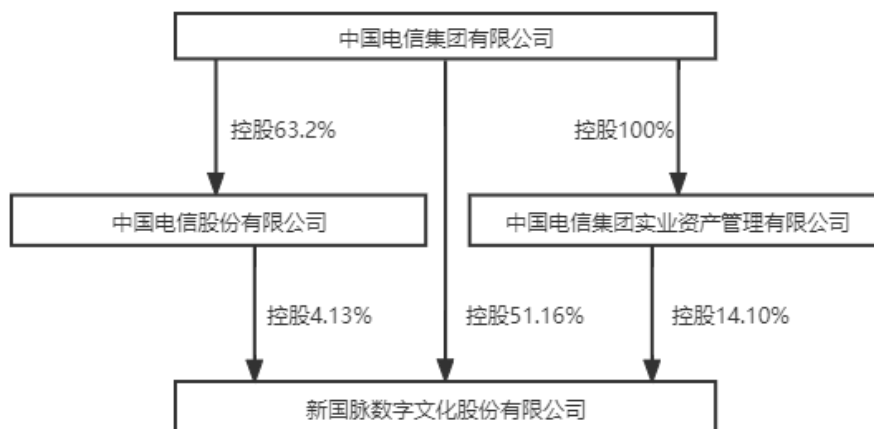 中国电信集团有限公司
控股63.2%
控股100%
中国电信股份有限公司
中国电信集团实业资产管理有限公司
控股4.13%
控股51.16%
控股14.10%
新国脉数字文化股份有限公司